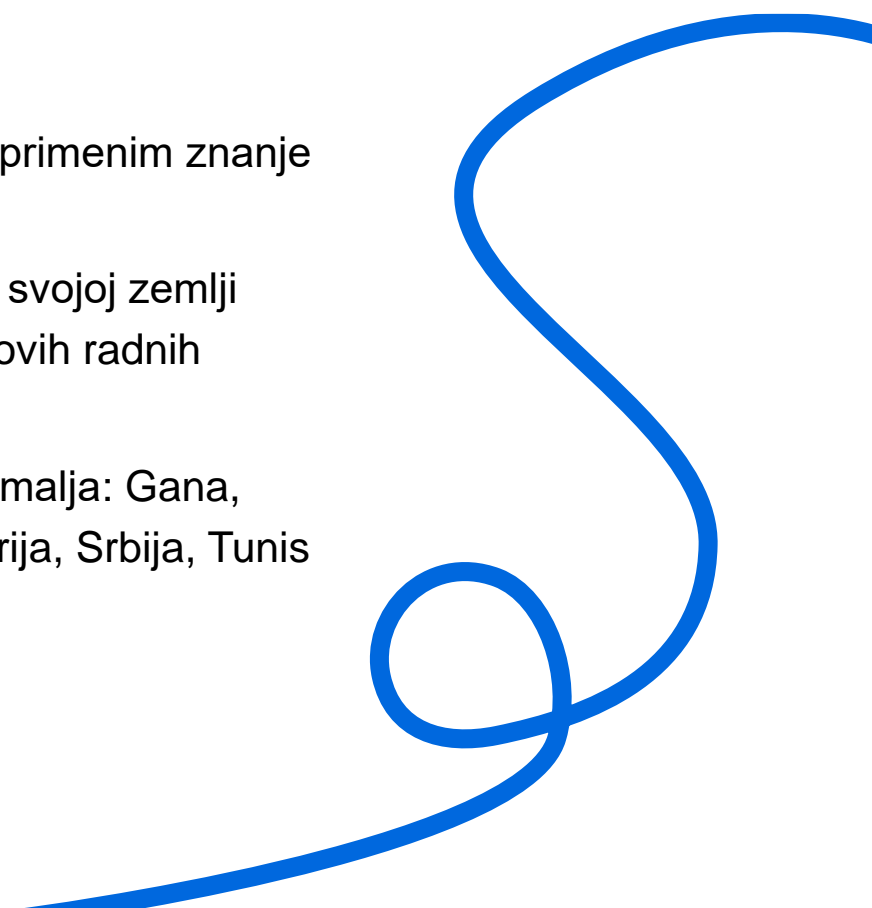 primenim znanje
svojoj zemlji
ovih radnih
malja: Gana,
rija, Srbija, Tunis